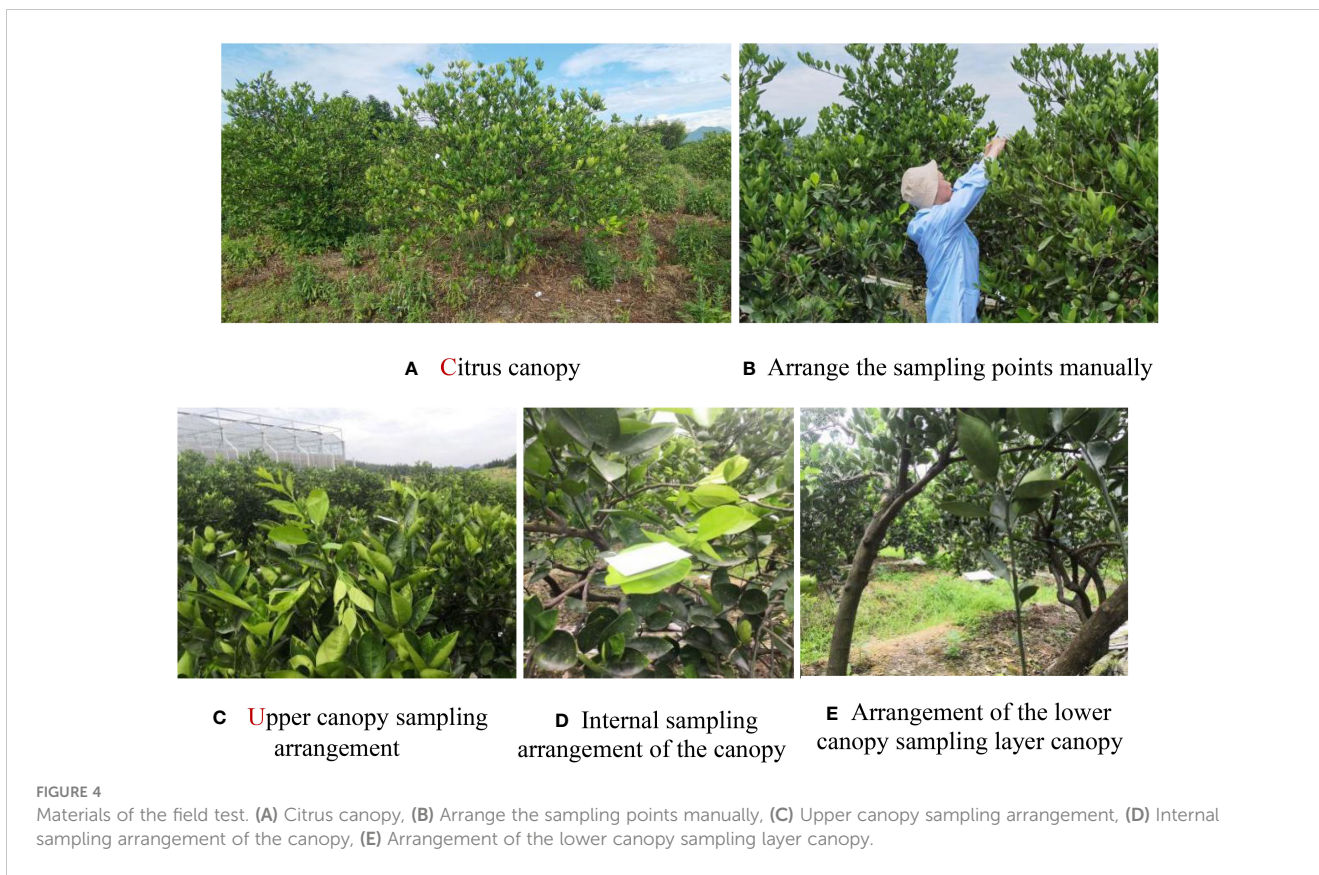 A Citrus canopy
B Arrange the sampling points manually
C Upper canopy sampling
arrangement
D Internal sampling
arrangement of the canopy
E Arrangement of the lower
canopy sampling layer canopy
FIGURE 4
Materials of the field test. (A) Citrus canopy, (B) Arrange the sampling points manually, (C) Upper canopy sampling arrangement, (D) Internal
sampling arrangement of the canopy, (E) Arrangement of the lower canopy sampling layer canopy.